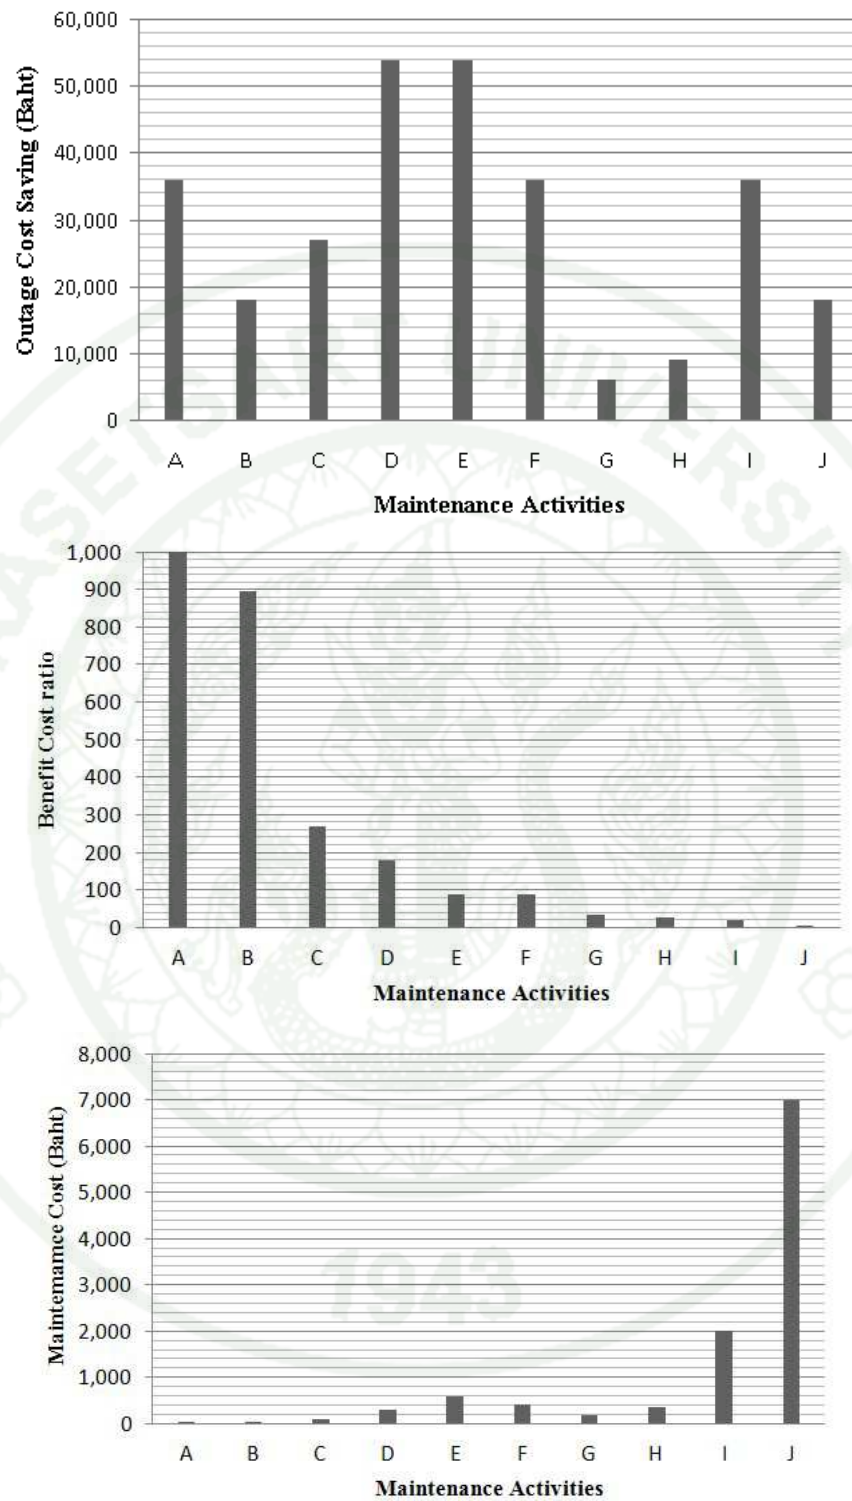 60,000
50,000
40,000
30,000
20,000
10,000
0
Outage Cost Saving (Baht)
A B C D E F G H I J
Maintenance Activities
1,000
900
800
700
600
500
400
300
200
100
0
Benefit Cost ratio
A B C D E F G H I J
Maintenance Activities
8,000
7,000
6,000
5,000
4,000
3,000
2,000
1,000
0
Maintemamce Cost (Baht)
A B C D E F G H I J
Maintenance Activities
KASETSART UNIVERSITY
1943